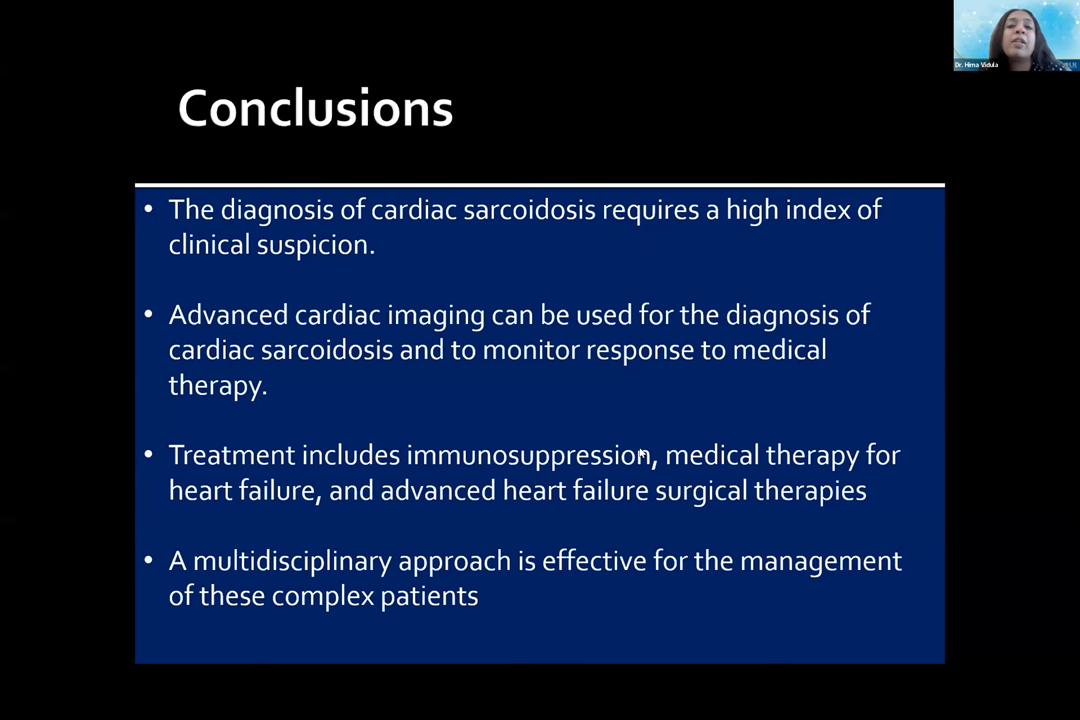 Dr. Hima Vidula
Conclusions
• The diagnosis of cardiac sarcoidosis requires a high index of
clinical suspicion.
• Advanced cardiac imaging can be used for the diagnosis of
cardiac sarcoidosis and to monitor response to medical
therapy.
• Treatment includes immunosuppression, medical therapy for
heart failure, and advanced heart failure surgical therapies
• A multidisciplinary approach is effective for the management
of these complex patients